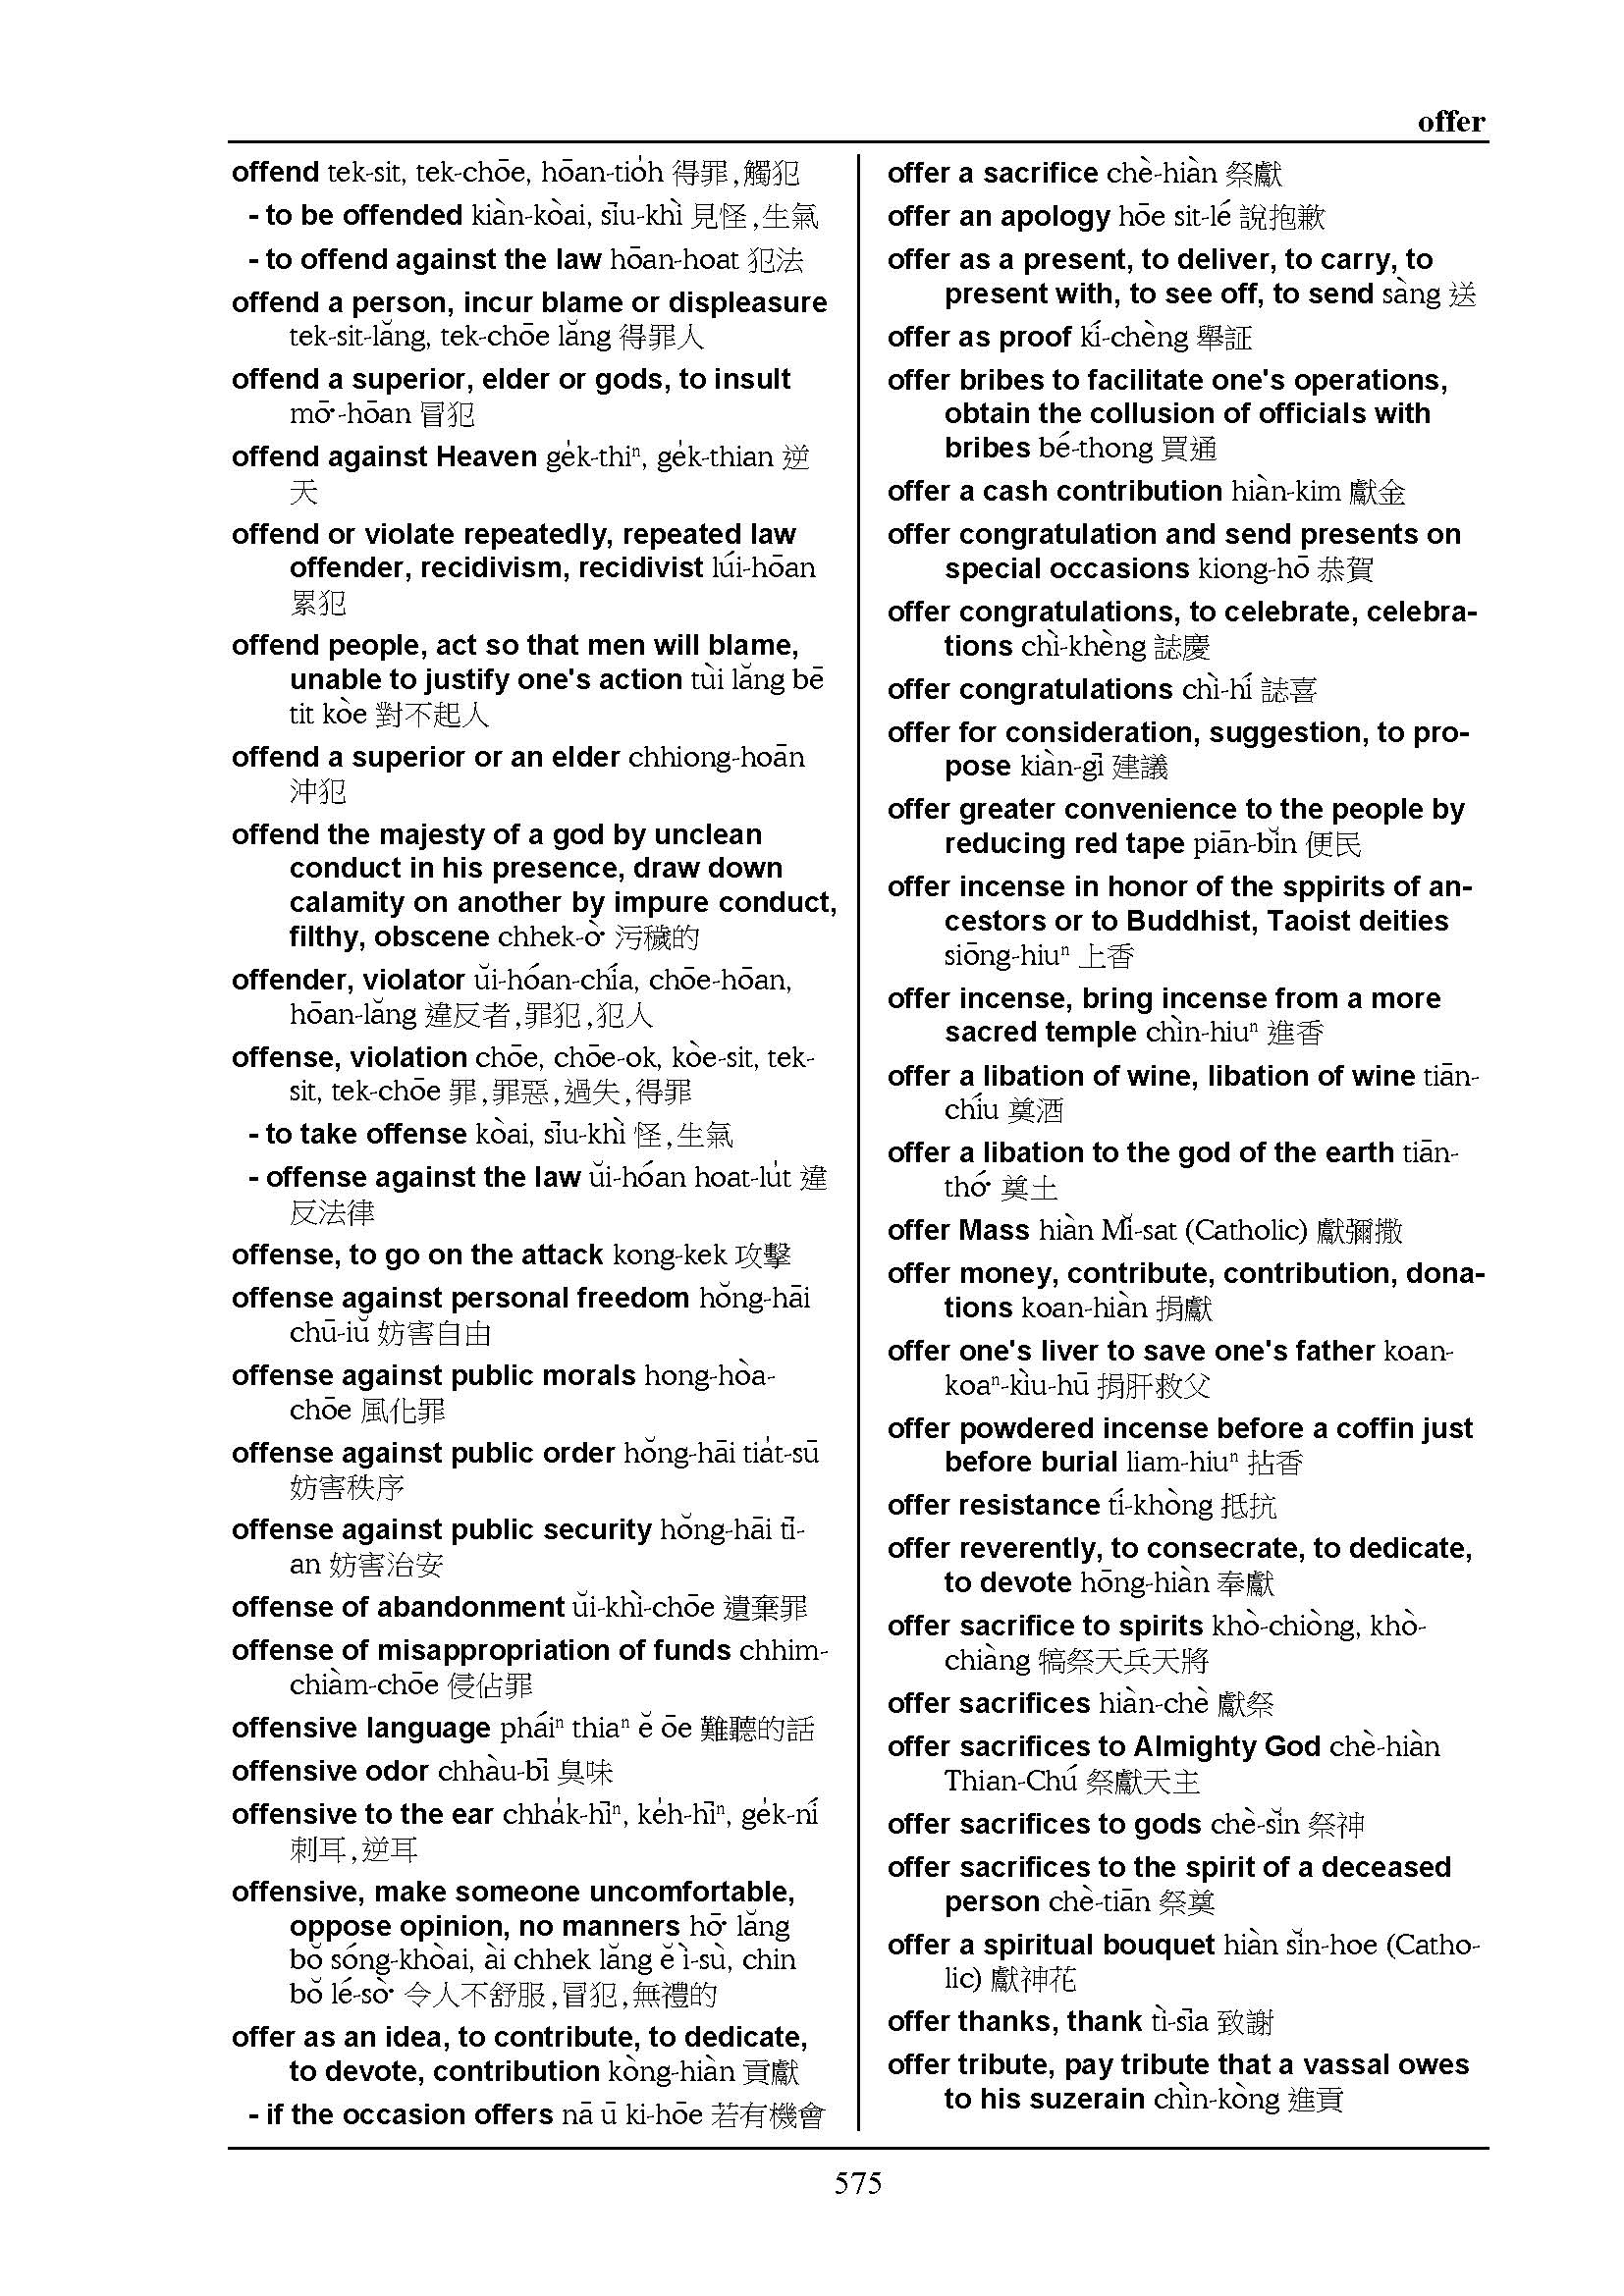 offer
offend tek-sit, tek-chōe, hōan-tio̍h 得罪,觸犯
- to be offended kiàn-kòai, sīu-khì 見怪,生氣
- to offend against the law hōan-hoat 犯法
offend a person, incur blame or displeasure
tek-sit-lăng, tek-chōe lăng 得罪人
offend a superior, elder or gods, to insult
mō͘-hōan 冒犯
offend against Heaven ge̍k-thiⁿ, ge̍k-thian 逆
天
offend or violate repeatedly, repeated law
offender, recidivism, recidivist lúi-hōan
累犯
offend people, act so that men will blame,
unable to justify one's action tùi lăng bē
tit kòe 對不起人
offend a superior or an elder chhiong-hoān
沖犯
offend the majesty of a god by unclean
conduct in his presence, draw down
calamity on another by impure conduct,
filthy, obscene chhek-ò͘ 污穢的
offender, violator ŭi-hóan-chía, chōe-hōan,
hōan-lăng 違反者,罪犯,犯人
offense, violation chōe, chōe-ok, kòe-sit, tek-
sit, tek-chōe 罪,罪惡,過失,得罪
- to take offense kòai, sīu-khì 怪,生氣
- offense against the law ŭi-hóan hoat-lu̍t 違
反法律
offense, to go on the attack kong-kek 攻擊
offense against personal freedom hŏng-hāi
chū-iŭ 妨害自由
offense against public morals hong-hòa-
chōe 風化罪
offense against public order hŏng-hāi tia̍t-sū
妨害秩序
offense against public security hŏng-hāi tī-
an 妨害治安
offense of abandonment ŭi-khì-chōe 遺棄罪
offense of misappropriation of funds chhim-
chiàm-chōe 侵佔罪
offensive language pháiⁿ thiaⁿ ĕ ōe 難聽的話
offensive odor chhàu-bī 臭味
offensive to the ear chha̍k-hīⁿ, ke̍h-hīⁿ, ge̍k-ní
刺耳,逆耳
offensive, make someone uncomfortable,
oppose opinion, no manners hō͘ lăng
bŏ sóng-khòai, ài chhek lăng ĕ ì-sù, chin
bŏ lé-sò͘ 令人不舒服,冒犯,無禮的
offer as an idea, to contribute, to dedicate,
to devote, contribution kòng-hiàn 貢獻
- if the occasion offers nā ū ki-hōe 若有機會
offer a sacrifice chè-hiàn 祭獻
offer an apology hōe sit-lé 說抱歉
offer as a present, to deliver, to carry, to
present with, to see off, to send sàng 送
offer as proof kí-chèng 舉証
offer bribes to facilitate one's operations,
obtain the collusion of officials with
bribes bé-thong 買通
offer a cash contribution hiàn-kim 獻金
offer congratulation and send presents on
special occasions kiong-hō 恭賀
offer congratulations, to celebrate, celebra-
tions chì-khèng 誌慶
offer congratulations chì-hí 誌喜
offer for consideration, suggestion, to pro-
pose kiàn-gī 建議
offer greater convenience to the people by
reducing red tape piān-bĭn 便民
offer incense in honor of the sppirits of an-
cestors or to Buddhist, Taoist deities
siōng-hiuⁿ 上香
offer incense, bring incense from a more
sacred temple chìn-hiuⁿ 進香
offer a libation of wine, libation of wine tiān-
chíu 奠酒
offer a libation to the god of the earth tiān-
thó͘ 奠土
offer Mass hiàn Mĭ-sat (Catholic) 獻彌撒
offer money, contribute, contribution, dona-
tions koan-hiàn 捐獻
offer one's liver to save one's father koan-
koaⁿ-kìu-hū 捐肝救父
offer powdered incense before a coffin just
before burial liam-hiuⁿ 拈香
offer resistance tí-khòng 抵抗
offer reverently, to consecrate, to dedicate,
to devote hōng-hiàn 奉獻
offer sacrifice to spirits khò-chiòng, khò-
chiàng 犒祭天兵天將
offer sacrifices hiàn-chè 獻祭
offer sacrifices to Almighty God chè-hiàn
Thian-Chú 祭獻天主
offer sacrifices to gods chè-sĭn 祭神
offer sacrifices to the spirit of a deceased
person chè-tiān 祭奠
offer a spiritual bouquet hiàn sĭn-hoe (Catho-
lic) 獻神花
offer thanks, thank tì-sīa 致謝
offer tribute, pay tribute that a vassal owes
to his suzerain chìn-kòng 進貢
575